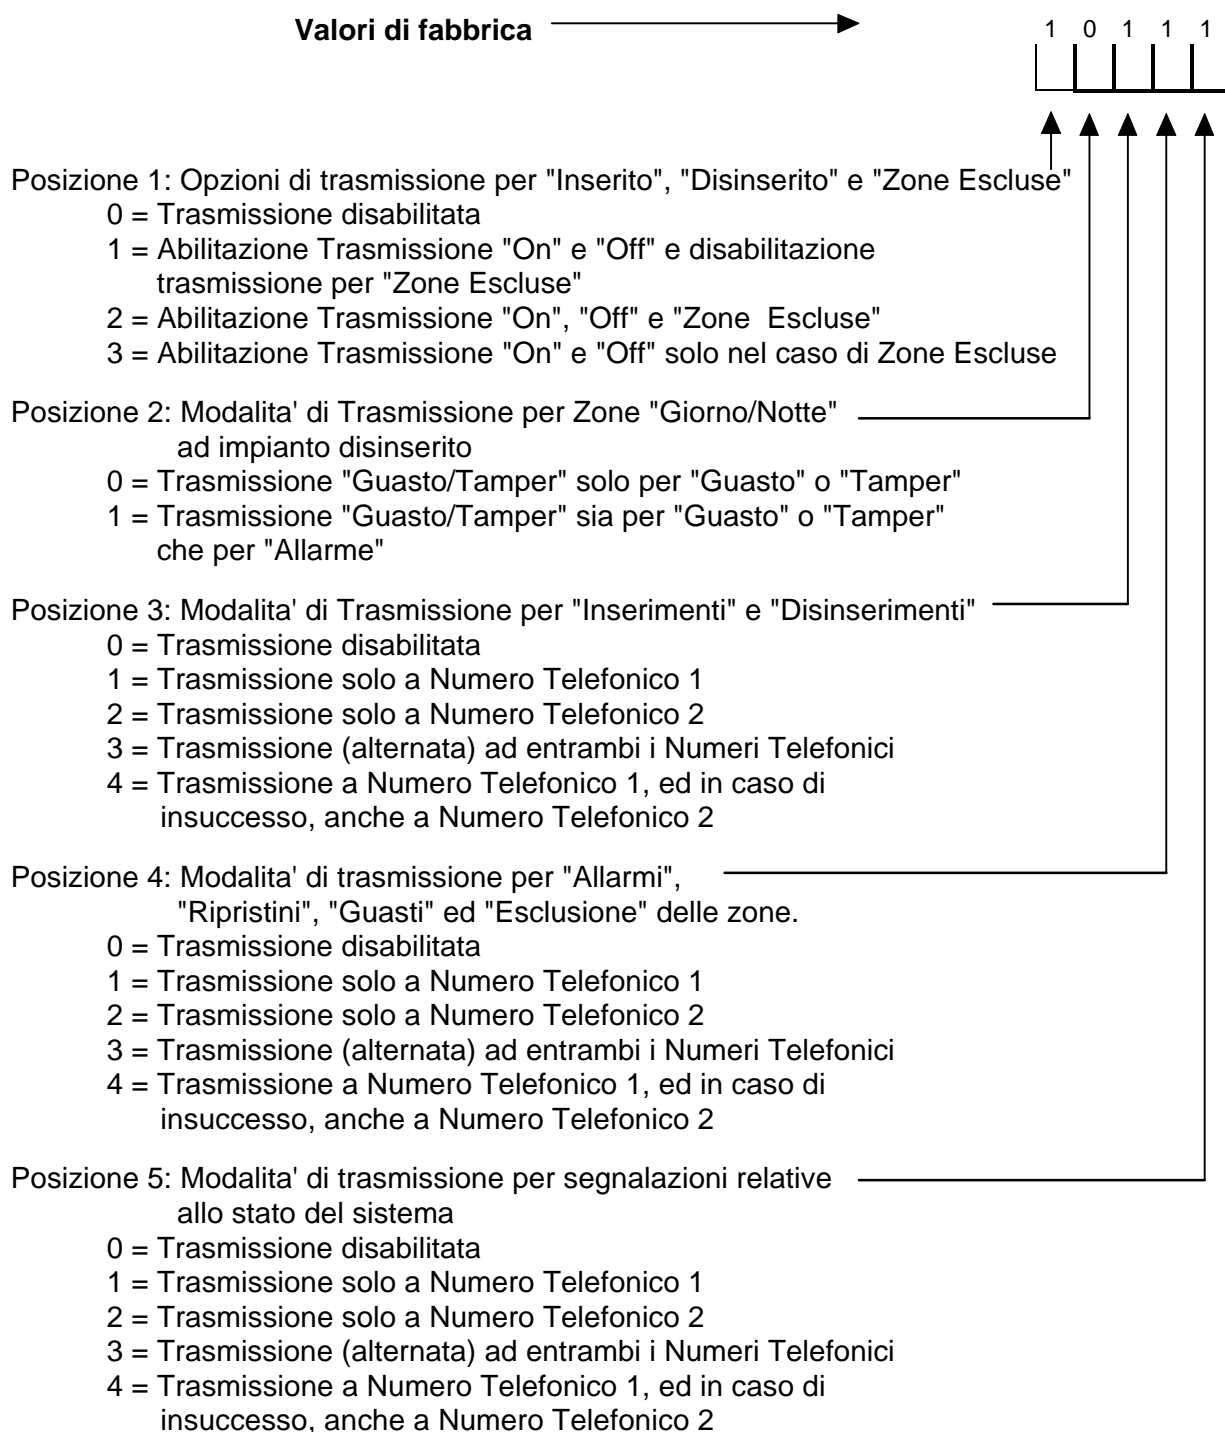 Valori di fabbrica 1 0 1 1 1
Posizione 1: Opzioni di trasmissione per "Inserito", "Disinserito" e "Zone Escluse"
0 = Trasmissione disabilitata
1 = Abilitazione Trasmissione "On" e "Off" e disabilitazione
trasmissione per "Zone Escluse"
2 = Abilitazione Trasmissione "On", "Off" e "Zone Escluse"
3 = Abilitazione Trasmissione "On" e "Off" solo nel caso di Zone Escluse
Posizione 2: Modalita' di Trasmissione per Zone "Giorno/Notte"
ad impianto disinserito
0 = Trasmissione "Guasto/Tamper" solo per "Guasto" o "Tamper"
1 = Trasmissione "Guasto/Tamper" sia per "Guasto" o "Tamper"
che per "Allarme"
Posizione 3: Modalita' di Trasmissione per "Inserimenti" e "Disinserimenti"
0 = Trasmissione disabilitata
1 = Trasmissione solo a Numero Telefonico 1
2 = Trasmissione solo a Numero Telefonico 2
3 = Trasmissione (alternata) ad entrambi i Numeri Telefonici
4 = Trasmissione a Numero Telefonico 1, ed in caso di
insuccesso, anche a Numero Telefonico 2
Posizione 4: Modalita' di trasmissione per "Allarmi",
"Ripristini", "Guasti" ed "Esclusione" delle zone.
0 = Trasmissione disabilitata
1 = Trasmissione solo a Numero Telefonico 1
2 = Trasmissione solo a Numero Telefonico 2
3 = Trasmissione (alternata) ad entrambi i Numeri Telefonici
4 = Trasmissione a Numero Telefonico 1, ed in caso di
insuccesso, anche a Numero Telefonico 2
Posizione 5: Modalita' di trasmissione per segnalazioni relative
allo stato del sistema
0 = Trasmissione disabilitata
1 = Trasmissione solo a Numero Telefonico 1
2 = Trasmissione solo a Numero Telefonico 2
3 = Trasmissione (alternata) ad entrambi i Numeri Telefonici
4 = Trasmissione a Numero Telefonico 1, ed in caso di
insuccesso, anche a Numero Telefonico 2